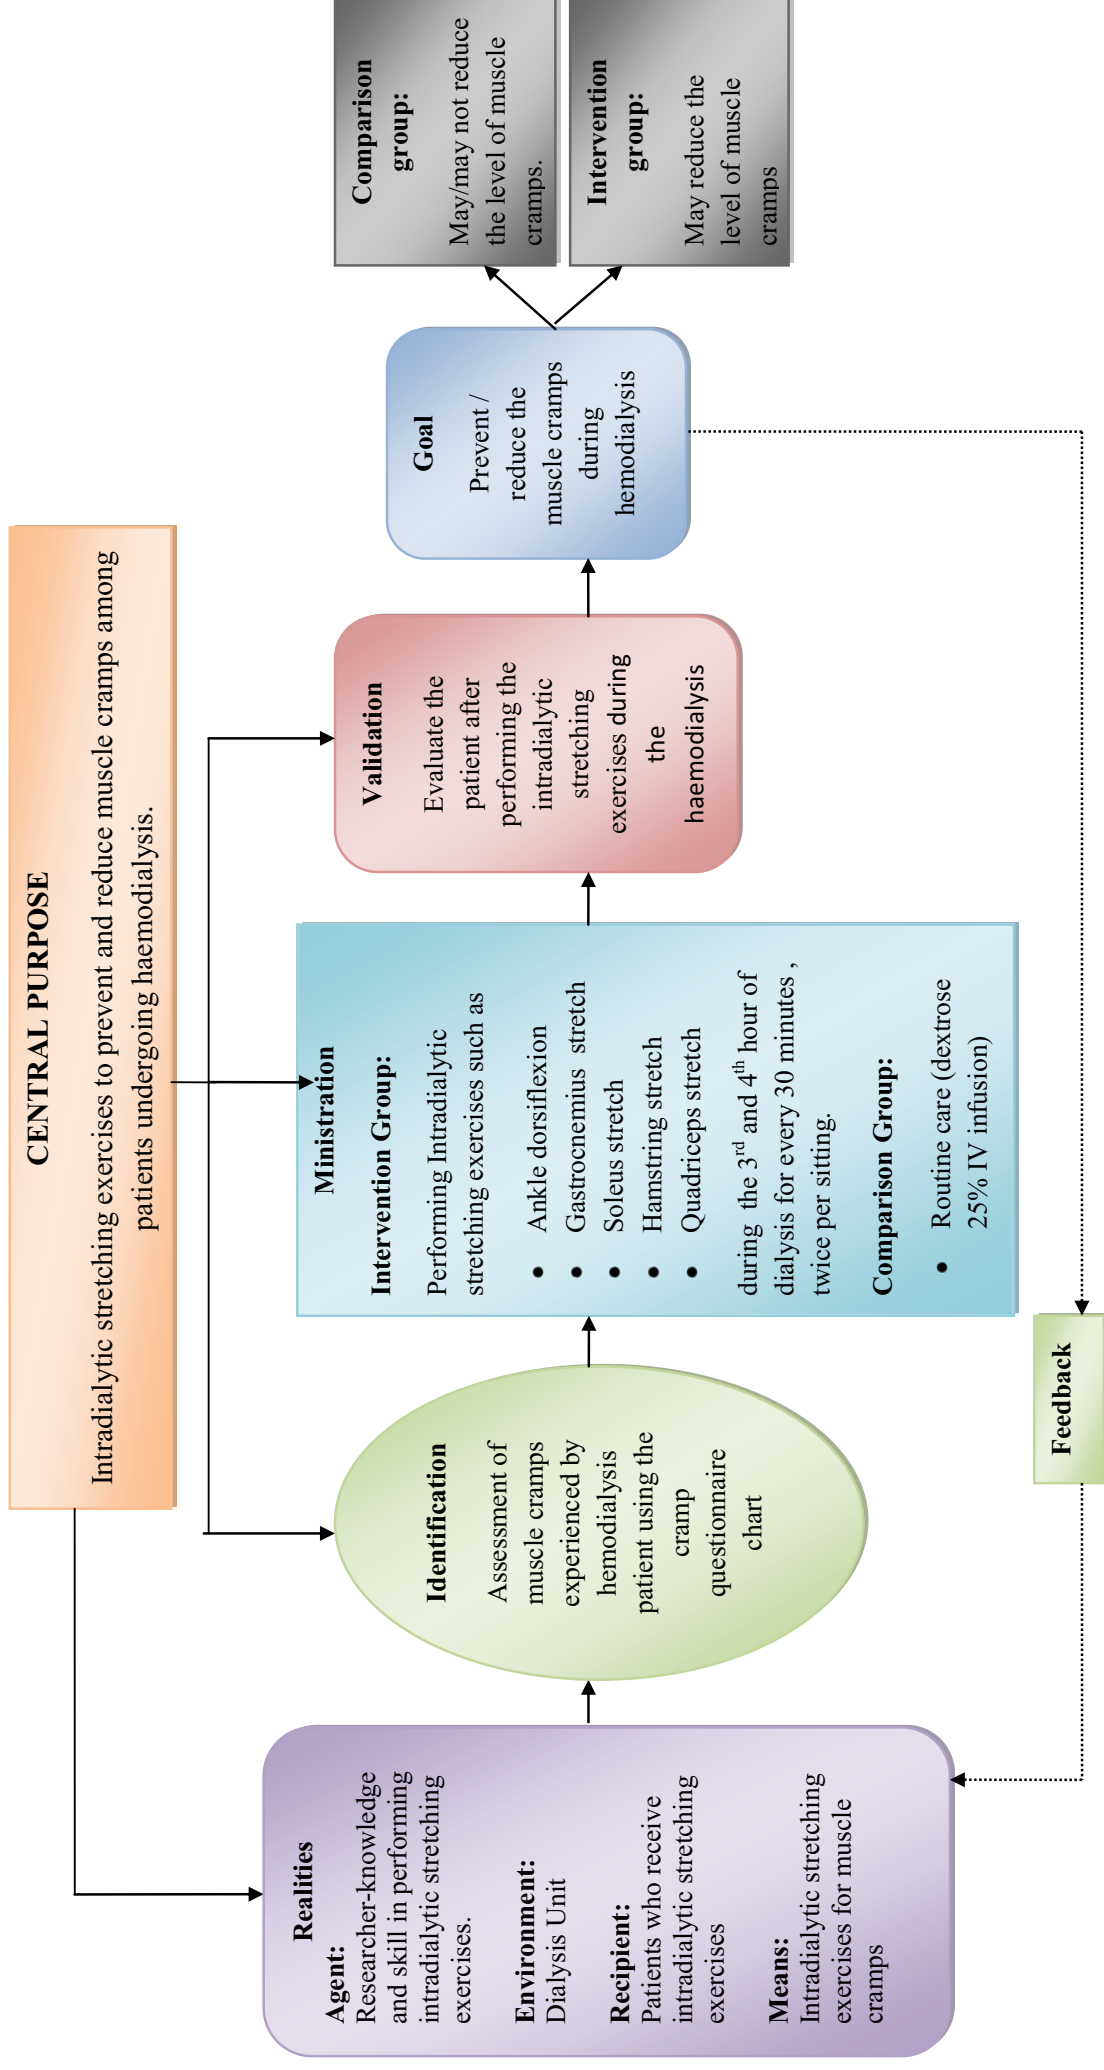 CENTRAL PURPOSE
Intradialytic stretching exercises to prevent and reduce muscle cramps among
patients undergoing haemodialysis.
Realities
Agent:
Researcher-knowledge
and skill in performing
intradialytic stretching
exercises.
Environment:
Dialysis Unit
Recipient:
Patients who receive
intradialytic stretching
exercises
Means:
Intradialytic stretching
exercises for muscle
cramps
Identification
Assessment of
muscle cramps
experienced by
hemodialysis
patient using the
cramp
questionnaire
chart
Ministration
Intervention Group:
Performing Intradialytic
stretching exercises such as
• Ankle dorsiflexion
• Gastrocnemius stretch
• Soleus stretch
• Hamstring stretch
• Quadriceps stretch
during the 3rd and 4th hour of
dialysis for every 30 minutes ,
twice per sitting.
Comparison Group:
• Routine care (dextrose
25% IV infusion)
Validation
Evaluate the
patient after
performing the
intradialytic
stretching
exercises during
the
haemodialysis
Goal
Prevent /
reduce the
muscle cramps
during
hemodialysis
Comparison
group:
May/may not reduce
the level of muscle
cramps.
Intervention
group:
May reduce the
level of muscle
cramps
Feedback